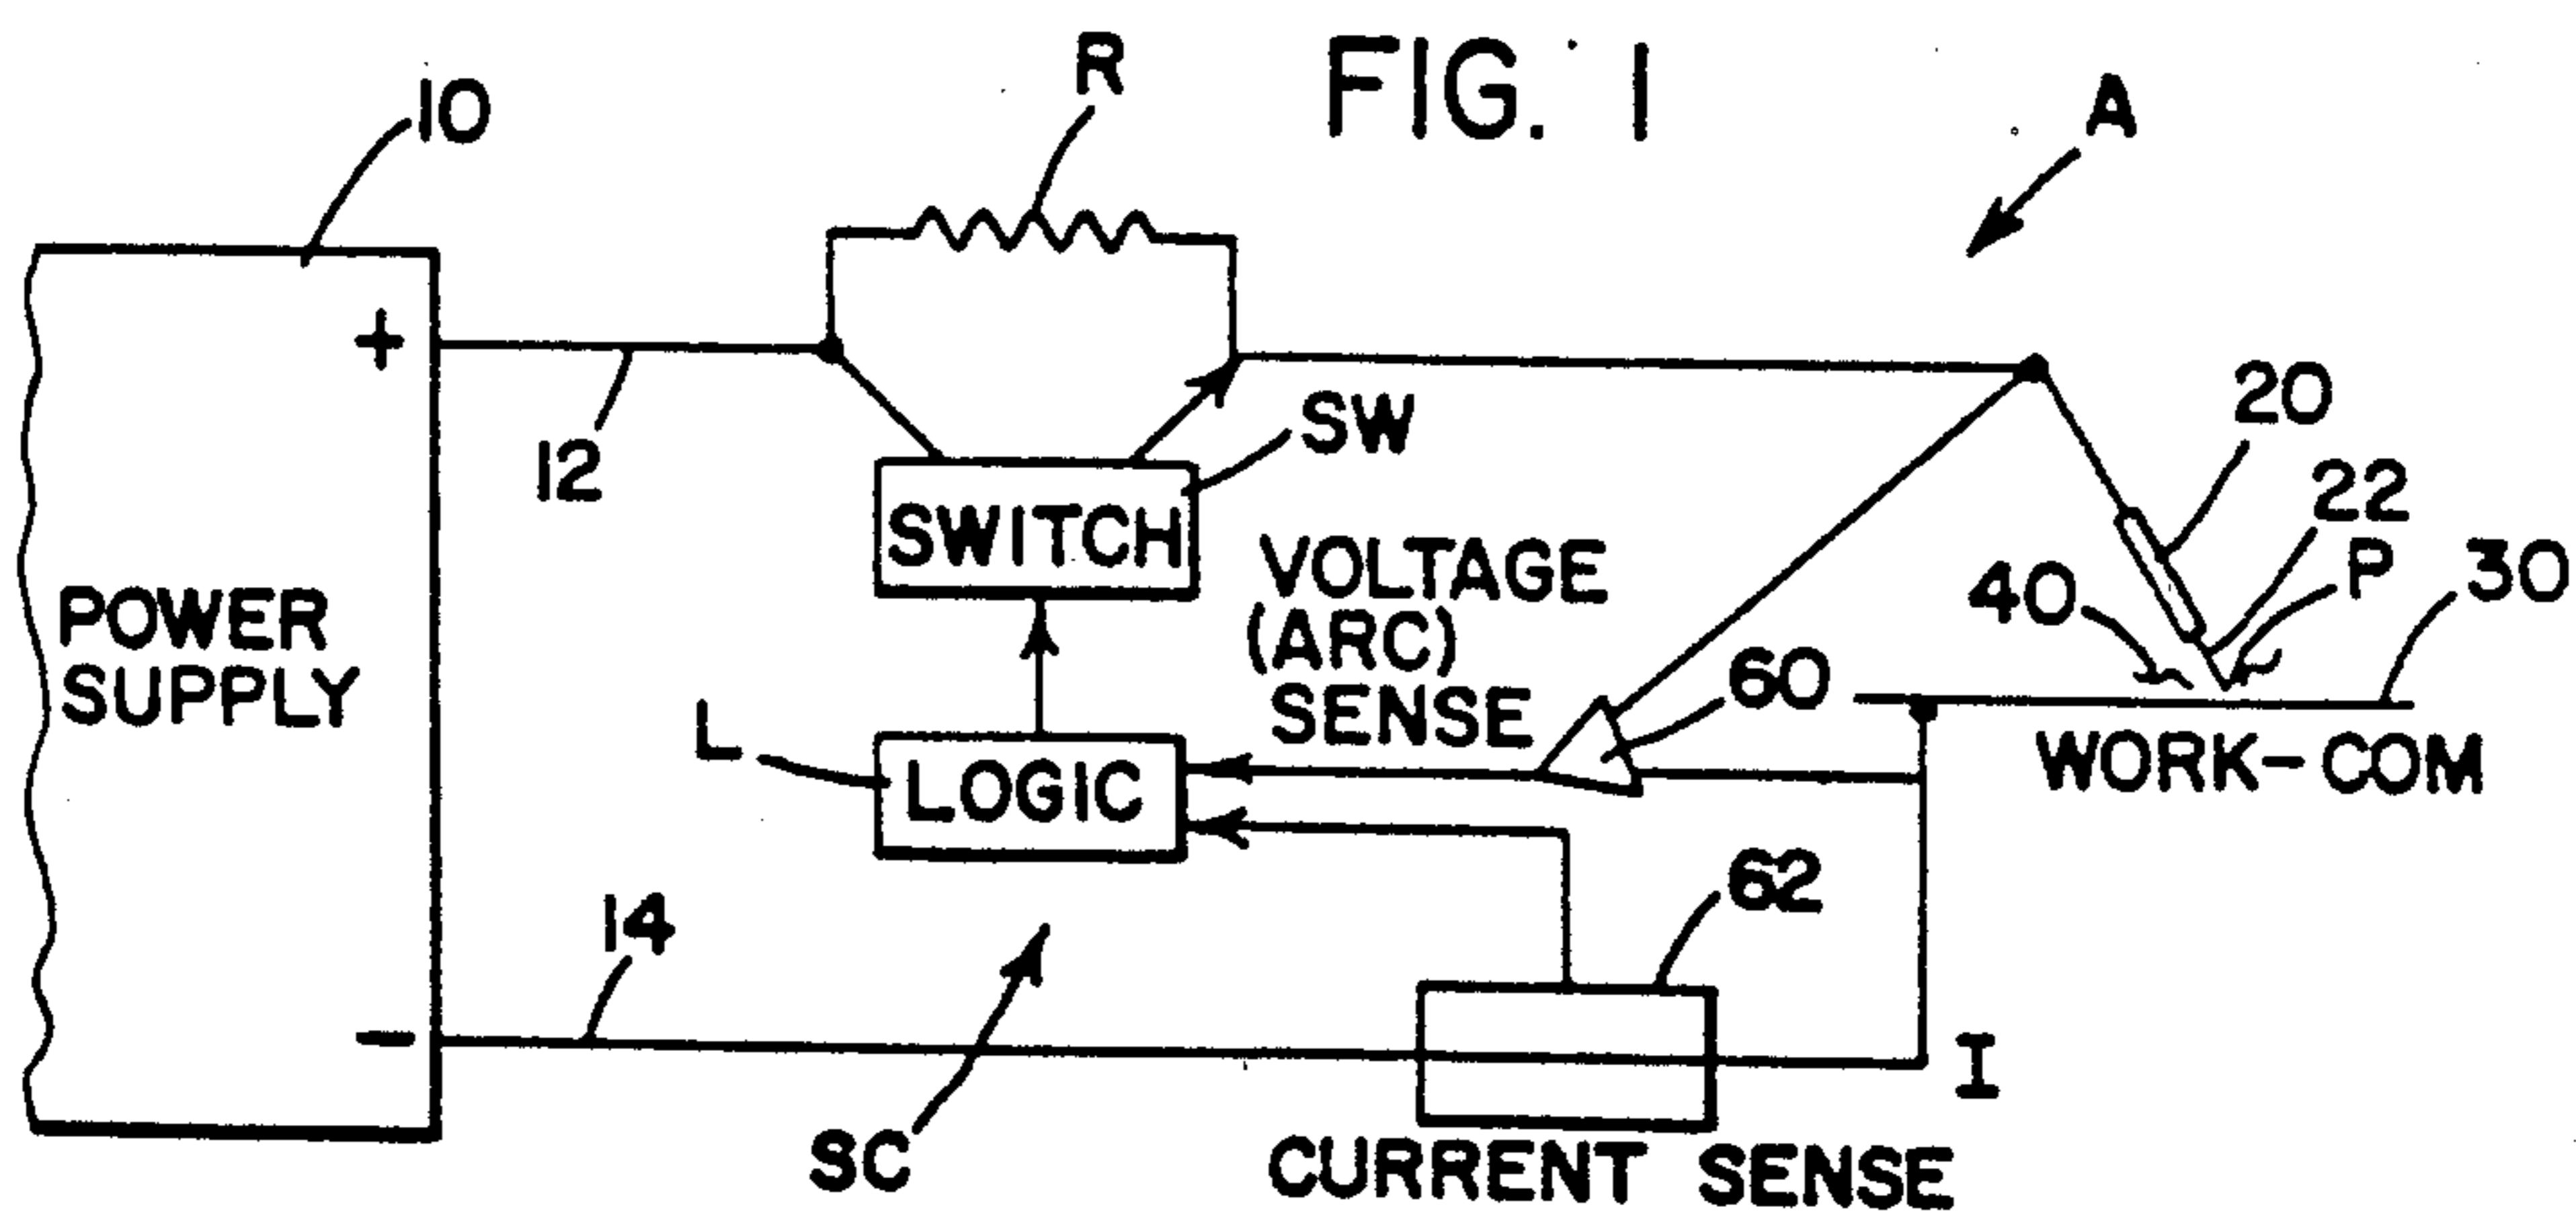 FIG. 1
R
A
10
+
12
SW
20
22
P
30
40
SWITCH
VOLTAGE
(ARC)
SENSE
POWER
SUPPLY
60
WORK-COM
L
LOGIC
62
14
-
I
SC
CURRENT SENSE